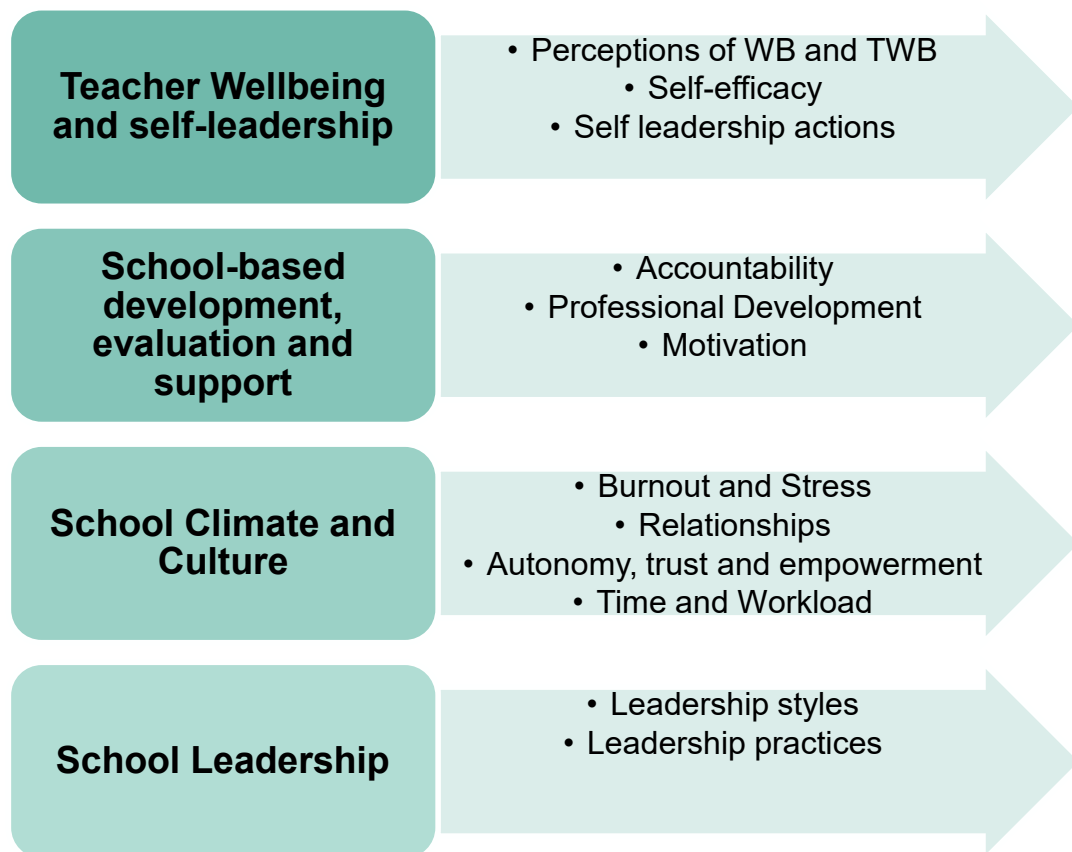 Teacher Wellbeing
and self-leadership
• Perceptions of WB and TWB
• Self-efficacy
• Self leadership actions
School-based
development,
evaluation and
support
• Accountability
• Professional Development
• Motivation
School Climate and
Culture
• Burnout and Stress
• Relationships
• Autonomy, trust and empowerment
• Time and Workload
School Leadership
• Leadership styles
• Leadership practices